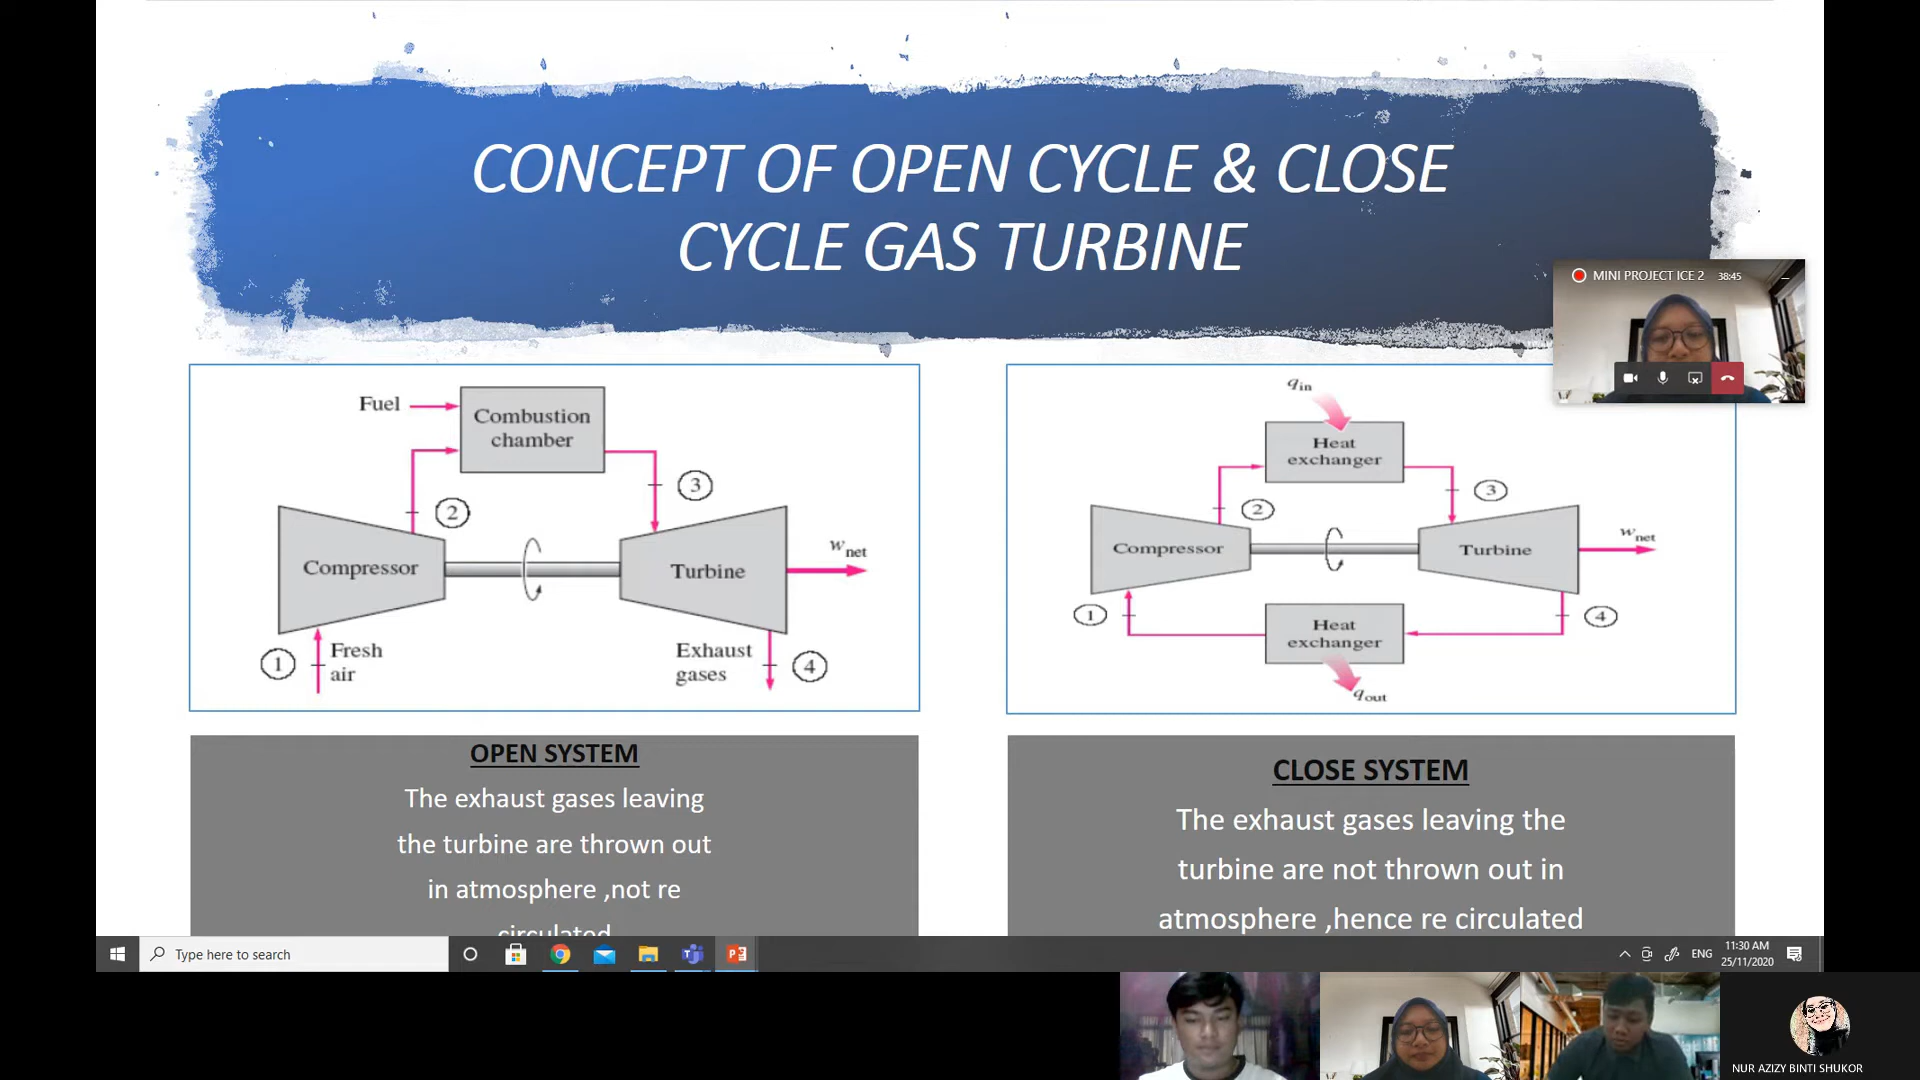 CONCEPT OF OPEN CYCLE & CLOSE
CYCLE GAS TURBINE
MINI PROJECT ICE 2 38:45
Fuel
Combustion
chamber
2
3
Compressor
Turbine
wnet
1
Fresh
air
Exhaust
gases
4
qin
Heat
exchanger
2
3
Compressor
Turbine
wnet
1
Heat
exchanger
4
qout
OPEN SYSTEM
The exhaust gases leaving
the turbine are thrown out
in atmosphere ,not re
circulated
CLOSE SYSTEM
The exhaust gases leaving the
turbine are not thrown out in
atmosphere ,hence re circulated
Type here to search
ENG
11:30 AM
25/11/2020
NUR AZIZY BINTI SHUKOR